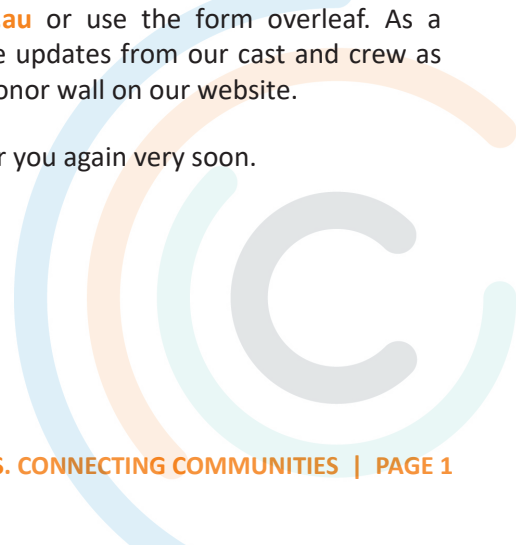 au or use the form overleaf. As a
e updates from our cast and crew as
onor wall on our website.
r you again very soon.
S. CONNECTING COMMUNITIES | PAGE 1